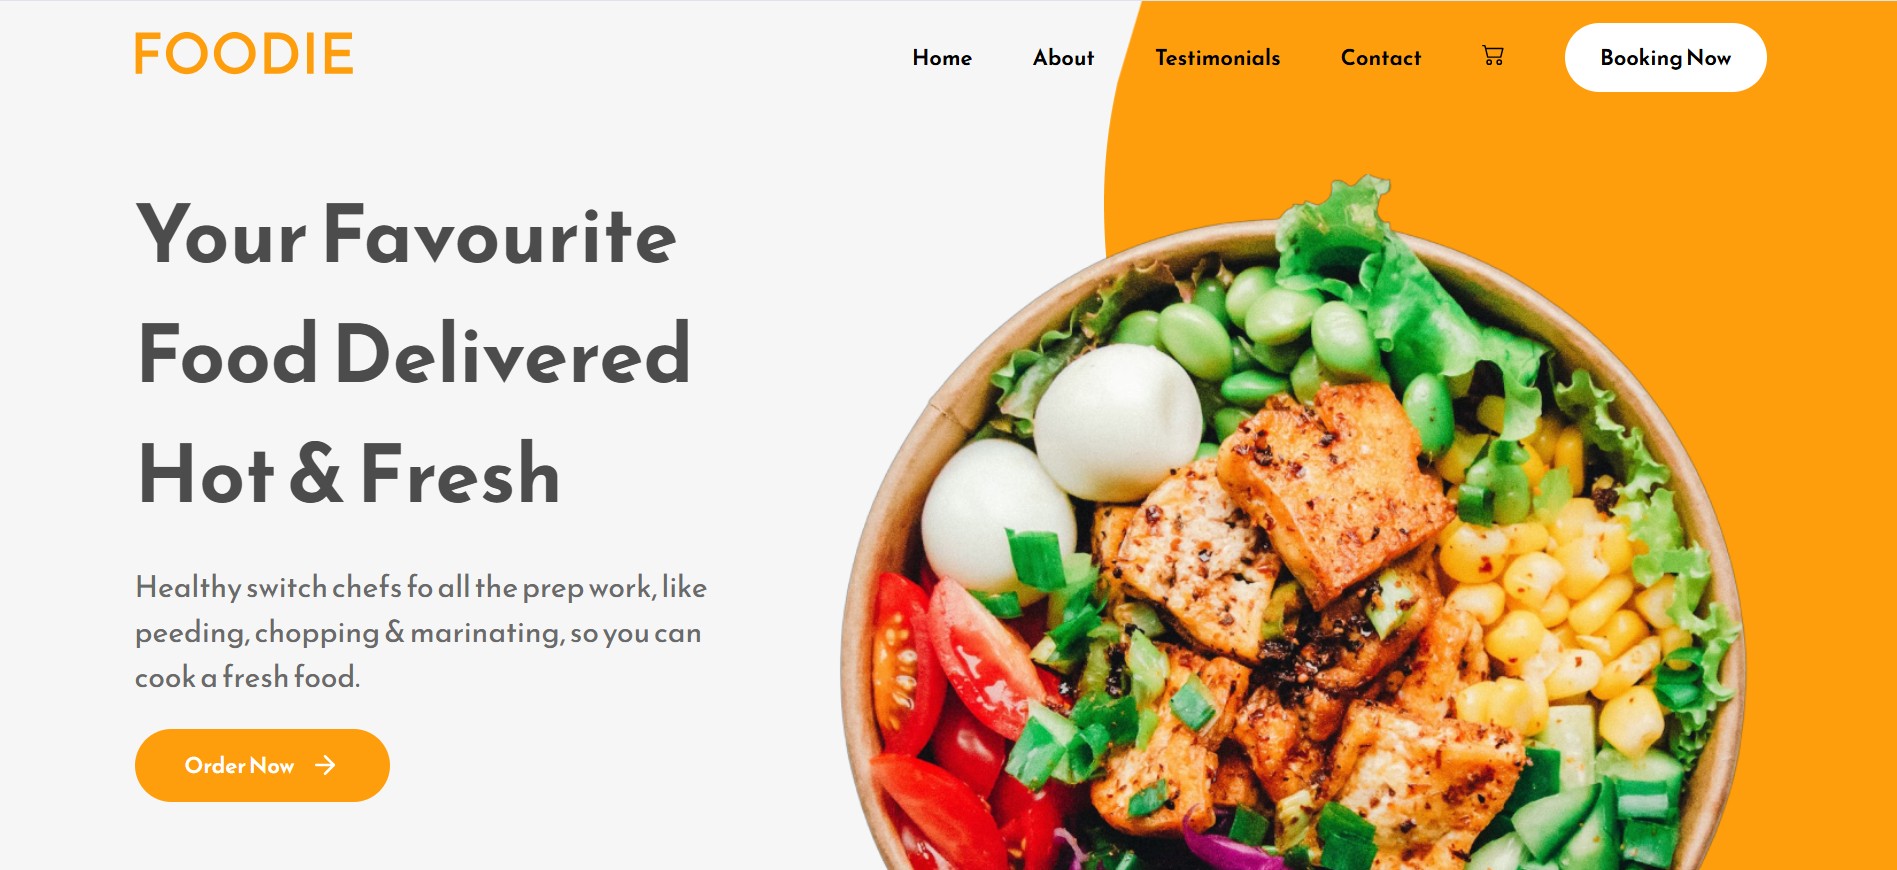 FOODIE
Home About Testimonials Contact Booking Now
Your Favourite
Food Delivered
Hot & Fresh
Healthy switch chefs fo all the prep work, like
peeding, chopping & marinating, so you can
cook a fresh food.
Order Now